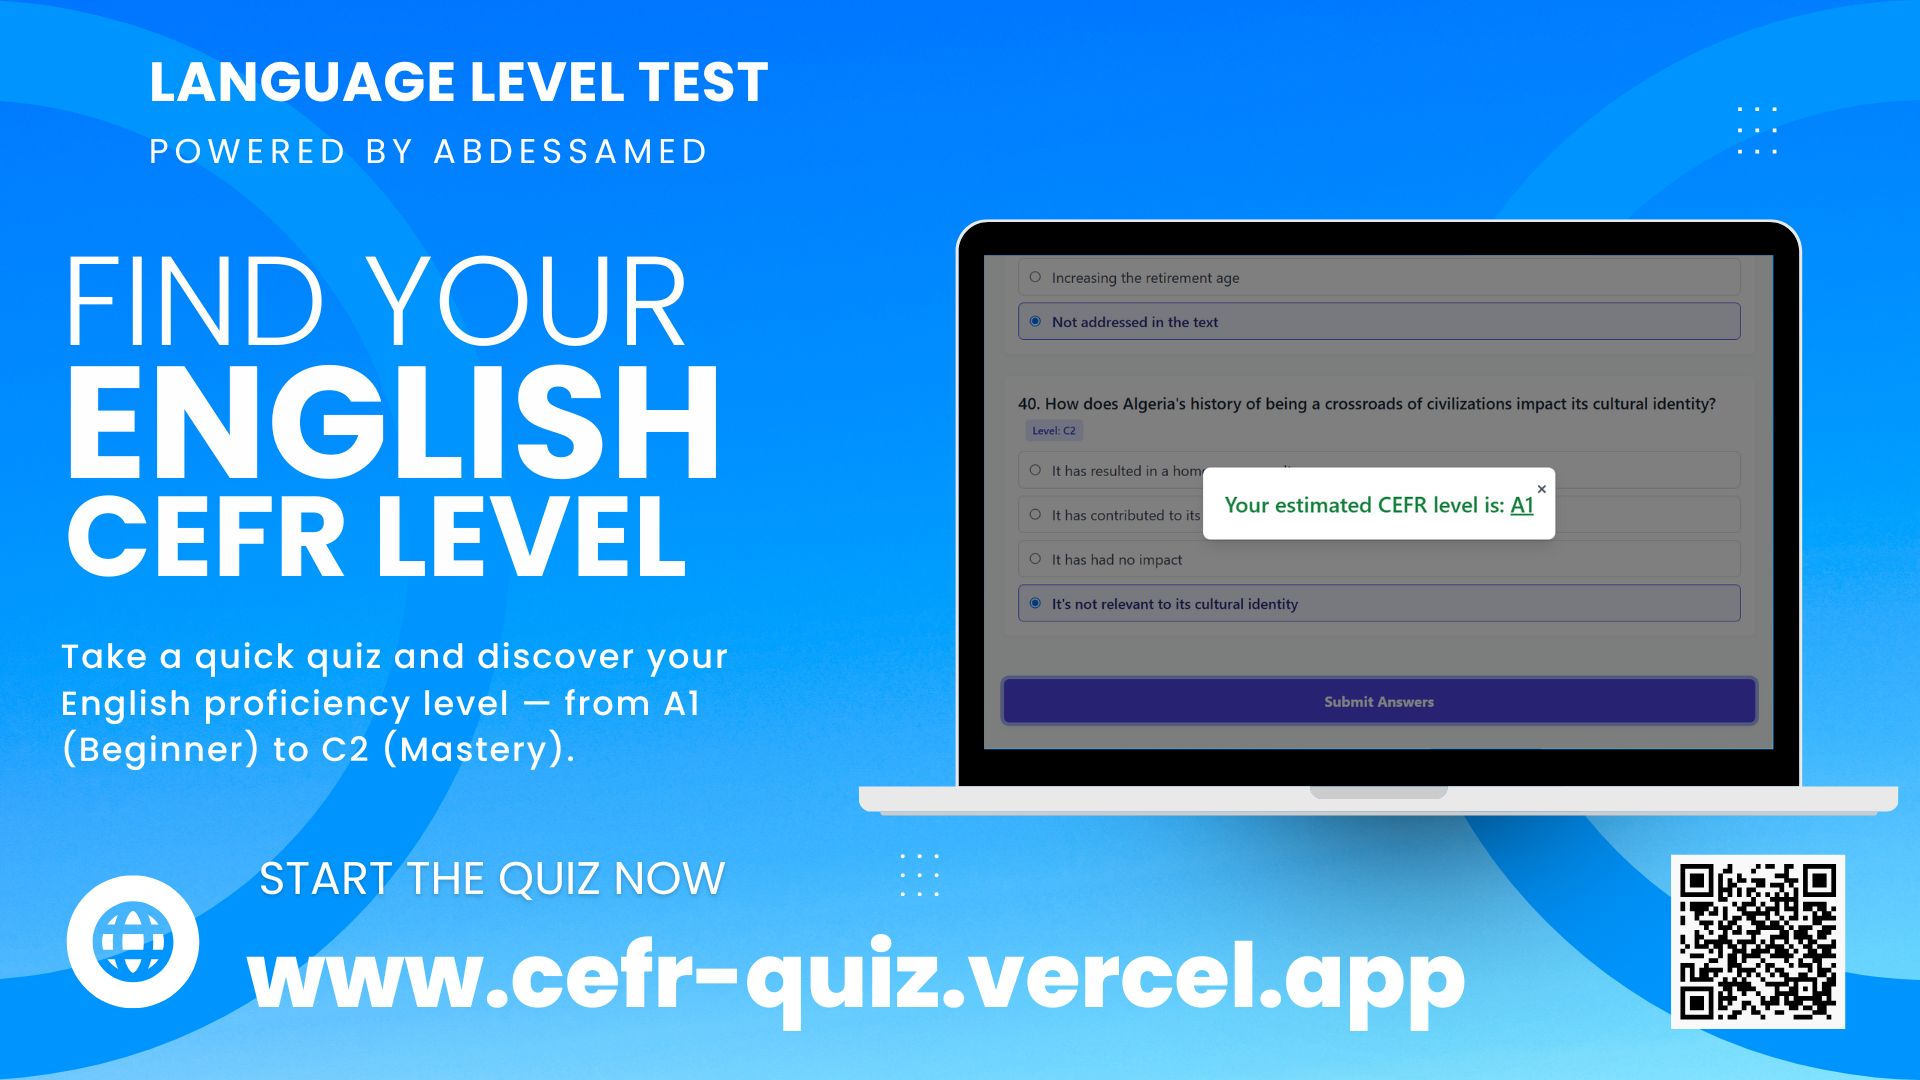 LANGUAGE LEVEL TEST
POWERED BY ABDESSAMED
FIND YOUR
ENGLISH
CEFR LEVEL
Take a quick quiz and discover your
English proficiency level — from A1
(Beginner) to C2 (Mastery).
Increasing the retirement age
Not addressed in the text
40. How does Algeria's history of being a crossroads of civilizations impact its cultural identity?
Level: C2
It has resulted in a
Your estimated CEFR level is: A1
×
It has contributed to its
It has had no impact
It's not relevant to its cultural identity
Submit Answers
START THE QUIZ NOW
www.cefr-quiz.vercel.app